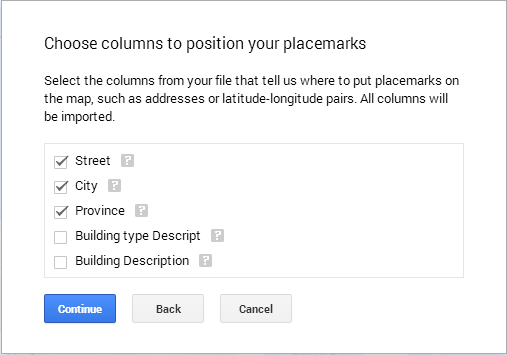 Choose columns to position your placemarks
Select the columns from your file that tell us where to put placemarks on
the map, such as addresses or latitude-longitude pairs. All columns will
be imported.
Street ?
City ?
Province ?
Building type Descript ?
Building Description ?
Continue Back Cancel